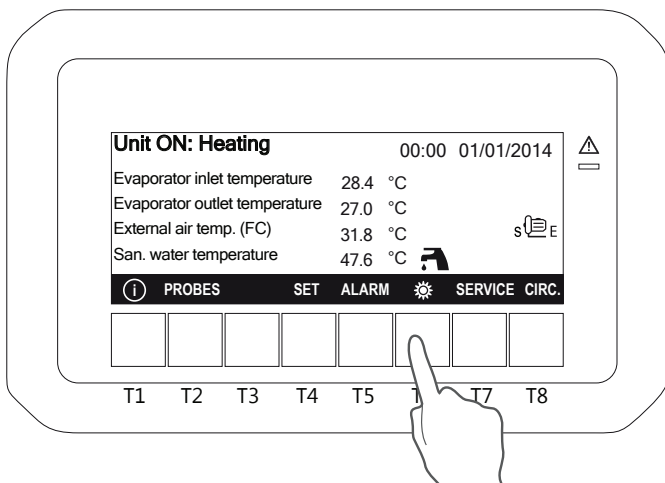 Unit ON: Heating 00:00 01/01/2014
Evaporator inlet temperature 28.4 °C
Evaporator outlet temperature 27.0 °C
External air temp. (FC) 31.8 °C
S E
San. water temperature 47.6 °C
i PROBES SET ALARM SERVICE CIRC.
T1 T2 T3 T4 T5 T T7 T8